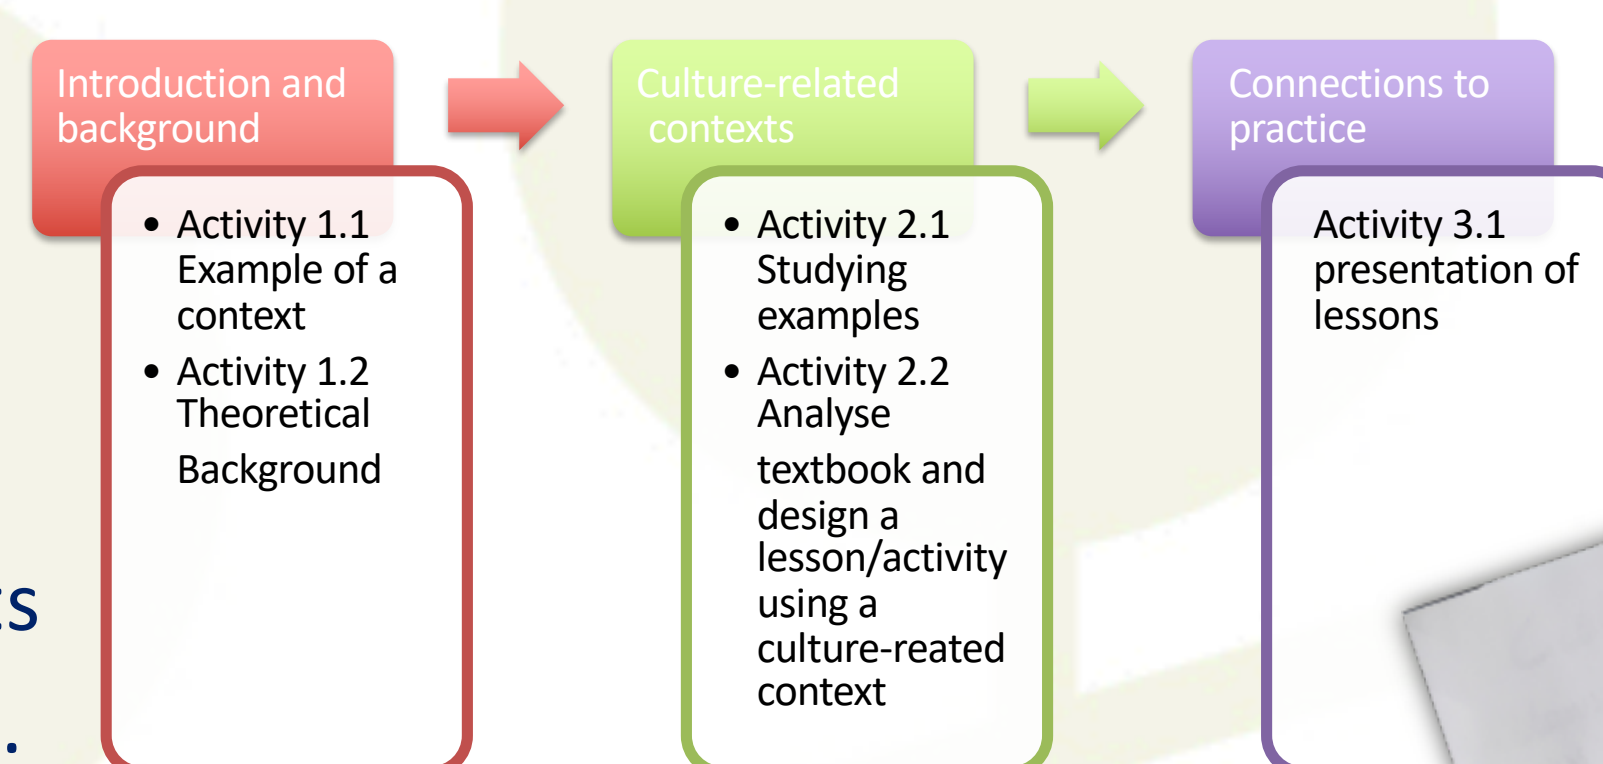 Introduction and
background
• Activity 1.1
Example of a
context
• Activity 1.2
Theoretical
Background
Culture-related
contexts
• Activity 2.1
Studying
examples
• Activity 2.2
Analyse
textbook and
design a
lesson/activity
using a
culture-reated
context
Connections to
practice
Activity 3.1
presentation of
lessons
ts
.